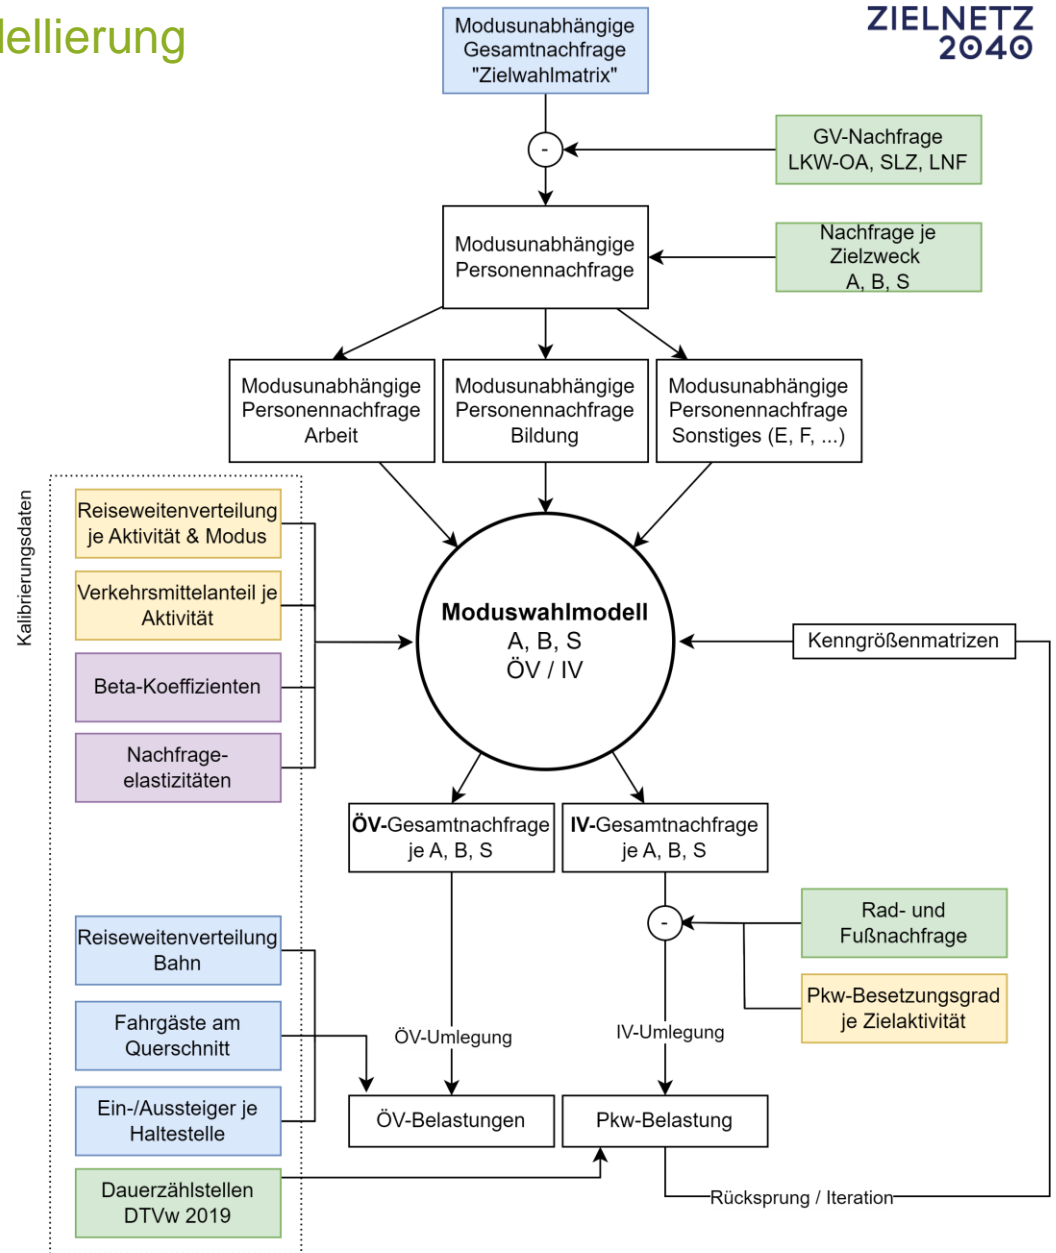 dellierung
ZIELNETZ
2040
Modusunabhängige
Gesamtnachfrage
"Zielwahlmatrix"
-
GV-Nachfrage
LKW-OA, SLZ, LNF
Modusunabhängige
Personennachfrage
Nachfrage je
Zielzweck
A, B, S
Modusunabhängige
Personennachfrage
Arbeit
Modusunabhängige
Personennachfrage
Bildung
Modusunabhängige
Personennachfrage
Sonstiges (E, F, ...)
Kalibrierungsdaten
Reiseweitenverteilung
je Aktivität & Modus
Verkehrsmittelanteil je
Aktivität
Beta-Koeffizienten
Nachfrage-
elastizitäten
Moduswahlmodell
A, B, S
ÖV / IV
Kenngrößenmatrizen
ÖV-Gesamtnachfrage
je A, B, S
IV-Gesamtnachfrage
je A, B, S
-
Rad- und
Fußnachfrage
Pkw-Besetzungsgrad
je Zielaktivität
Reiseweitenverteilung
Bahn
Fahrgäste am
Querschnitt
Ein-/Aussteiger je
Haltestelle
Dauerzählstellen
DTVw 2019
ÖV-Umlegung
IV-Umlegung
ÖV-Belastungen
Pkw-Belastung
Rücksprung / Iteration